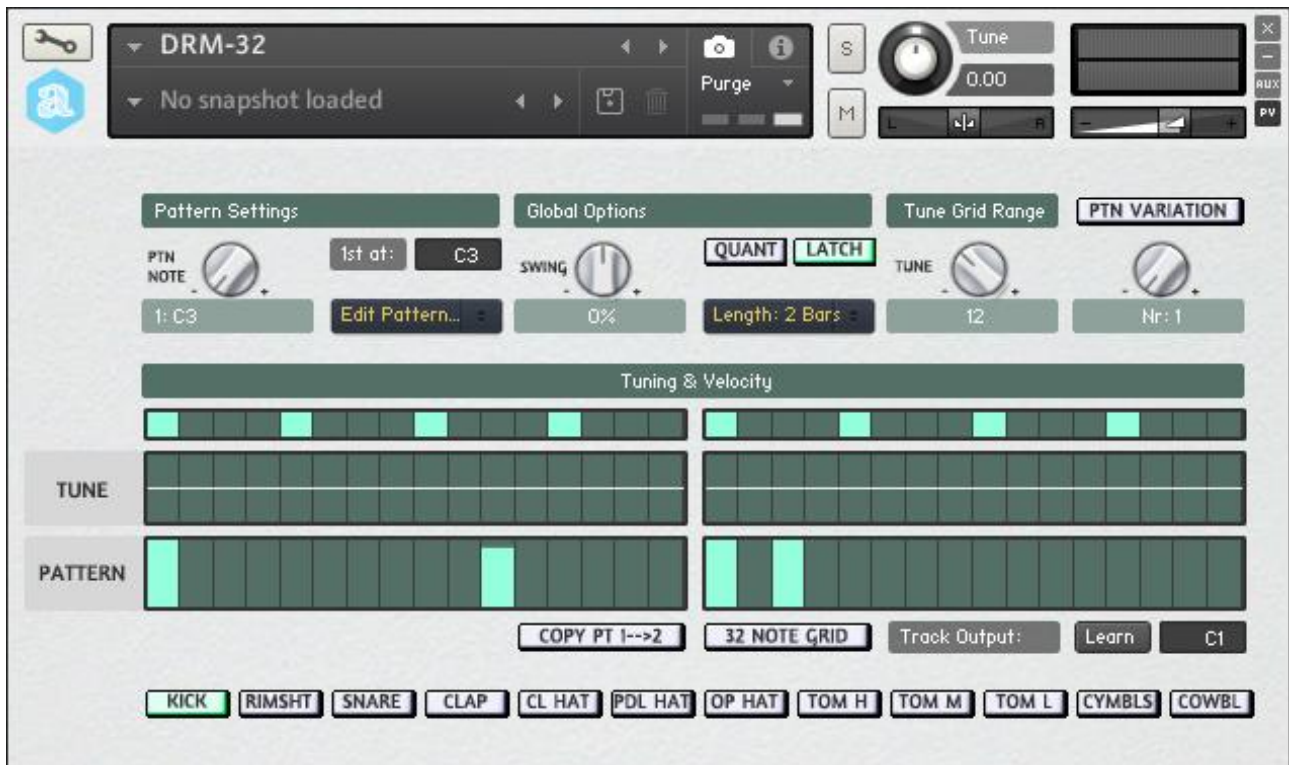 DRM-32
No snapshot loaded
Purge
S
M
Tune
0.00
L R
- +
×
-
AUX
PV
a
Pattern Settings
Global Options
Tune Grid Range
PTN VARIATION
PTN
NOTE
- +
1: C3
1st at: C3
Edit Pattern...
SWING
- +
0%
QUANT LATCH
Length: 2 Bars
TUNE
- +
12
- +
Nr: 1
Tuning & Velocity
TUNE
PATTERN
COPY PT 1-->2
32 NOTE GRID
Track Output:
Learn
C1
KICK RIMSHT SNARE CLAP CL HAT PDL HAT OP HAT TOM H TOM M TOM L CYMBLS COWBL